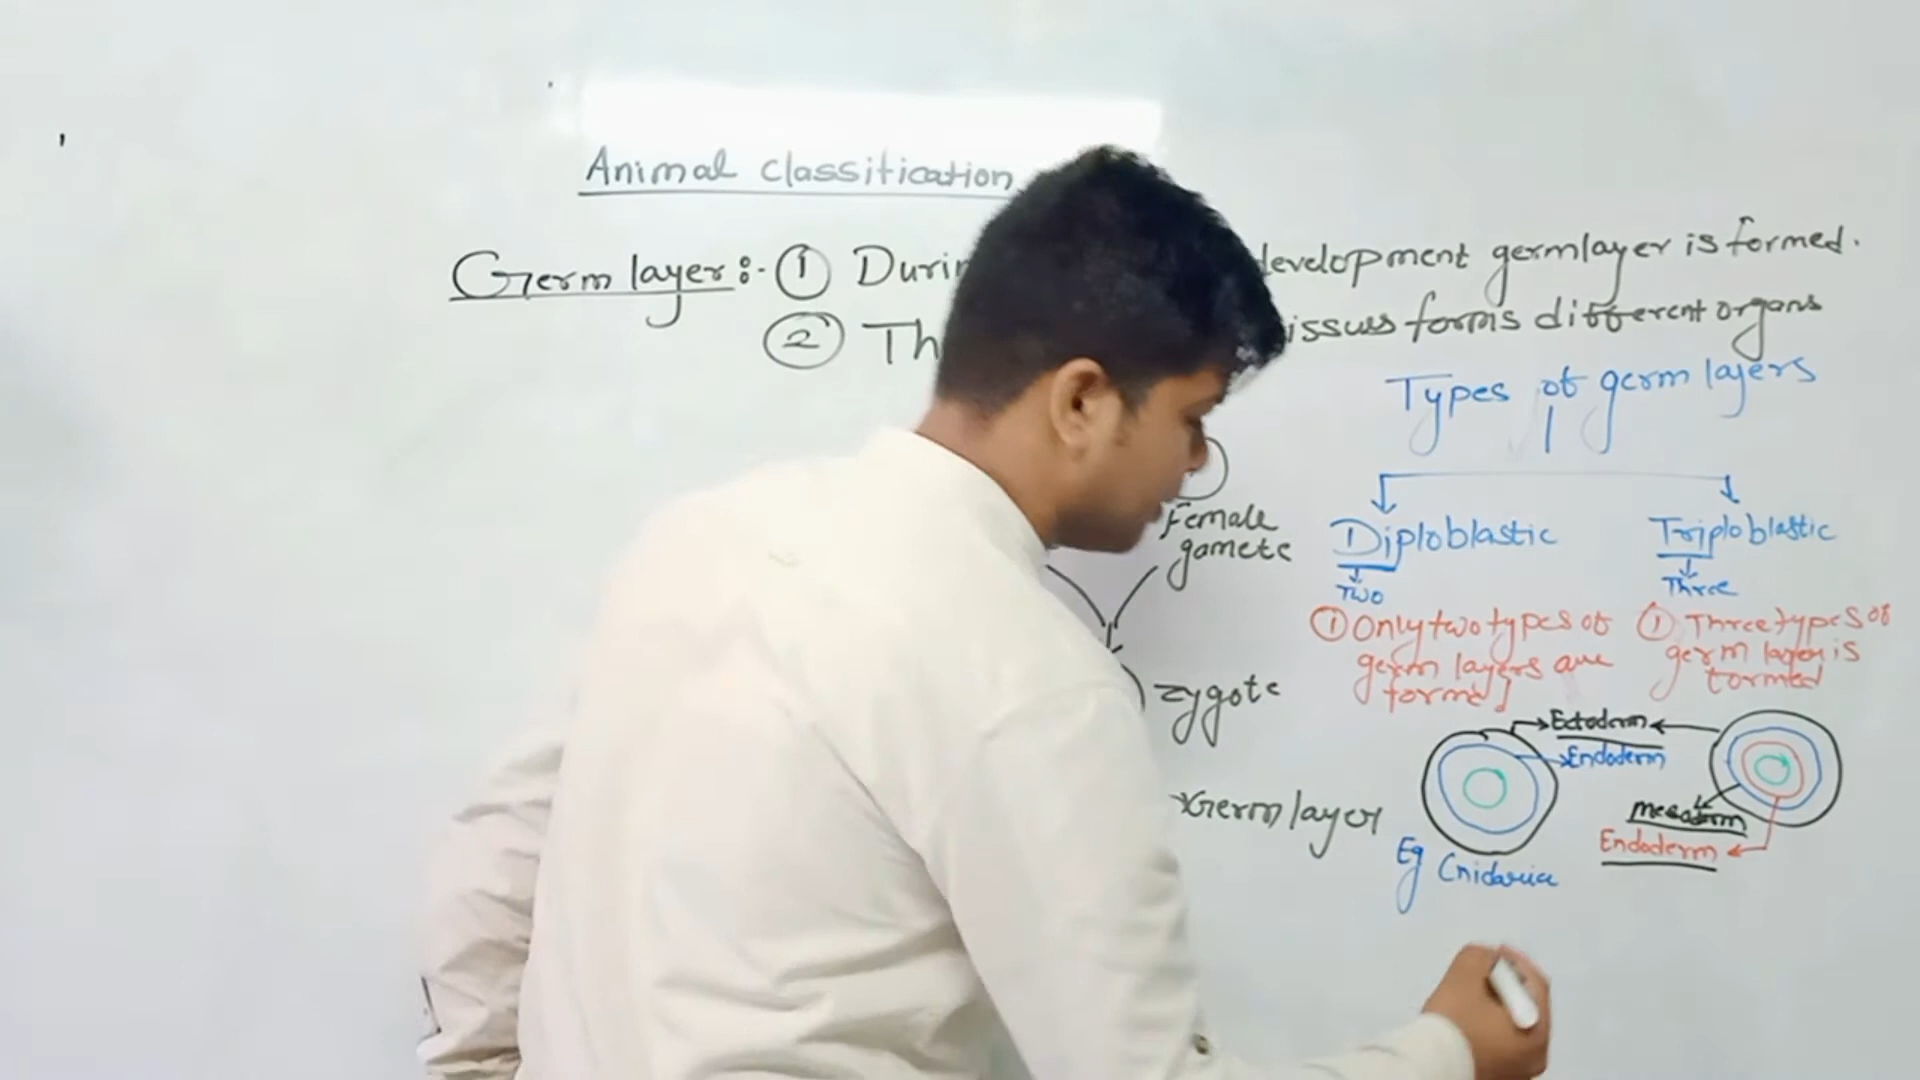 Animal classification
Germ layer :- ① During development germlayer is formed.
② Th issues forms different organs
Types of germ layers
Female
gamete
Diploblastic
Triploblastic
Two
Three
① Only two types of
germ layers are
formed
① Three types of
germ layer is
formed
zygote
Ectoderm
Endoderm
Germ layer
mesoderm
Endoderm
Eg Cnidaria